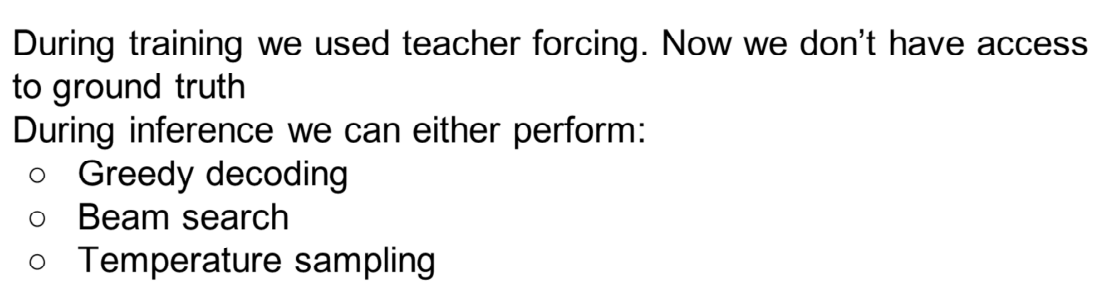 During training we used teacher forcing. Now we don't have access
to ground truth
During inference we can either perform:
○ Greedy decoding
○ Beam search
○ Temperature sampling